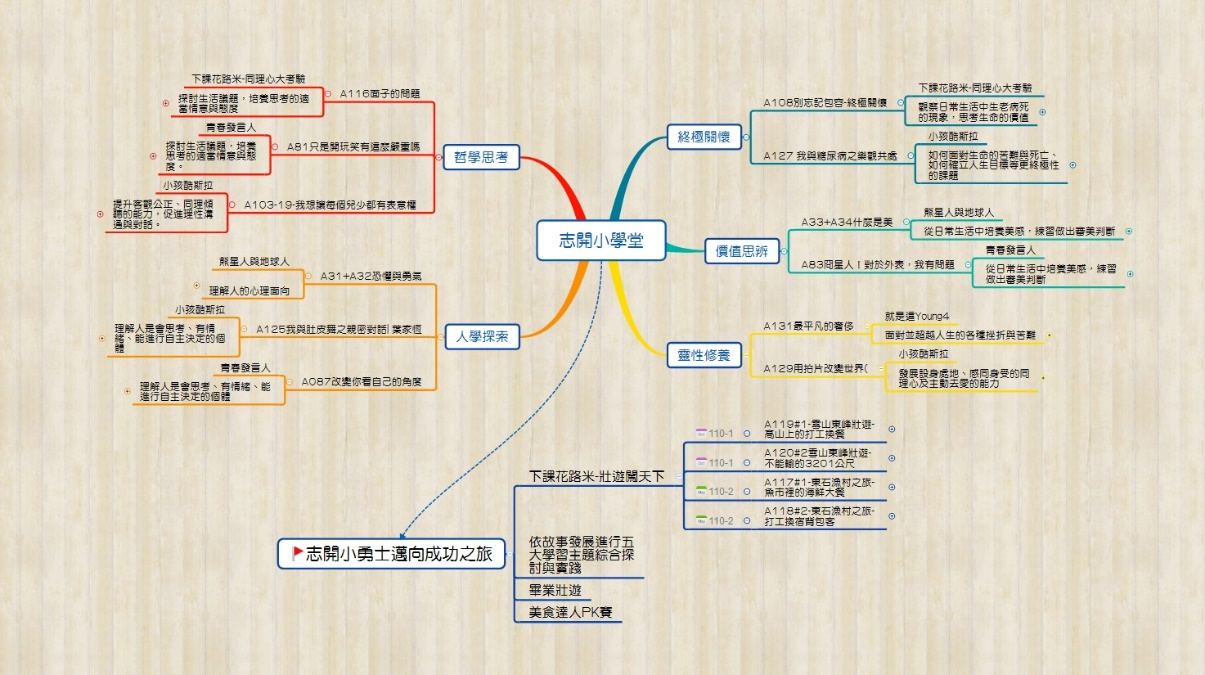 志開小學堂
哲學思考
A116面子的問題
下課花路米-同理心大考驗
探討生活議題，培養思考的適
當情意與態度
A81只是開玩笑有這麼嚴重嗎
青春發言人
探討生活議題，培養
思考的適當情意與態
度。
A103-19-我想讓每個兒少都有表意權
小孩酷斯拉
提升客觀公正、同理傾
聽的能力，促進理性溝
通與對話。
人學探索
A31+A32恐懼與勇氣
熊星人與地球人
理解人的心理面向
A125我與肚皮舞之親密對話|葉家恆
小孩酷斯拉
理解人是會思考、有情
緒、能進行自主決定的個
體
AO87改變你看自己的角度
青春發言人
理解人是會思考、有情緒、能
進行自主決定的個體
終極關懷
A108別忘記包容-終極關懷
下課花路米-同理心大考驗
觀察日常生活中生老病死
的現象，思考生命的價值
A127 我與糖尿病之樂觀共處
小孩酷斯拉
如何面對生命的苦難與死亡、
如何確立人生目標等更終極性
的課題
價值思辨
A33+A34什麼是美
熊星人與地球人
從日常生活中培養美感，練習做出審美判斷
A83冏星人！對於外表，我有問題
青春發言人
從日常生活中培養美感，練習
做出審美判斷
靈性修養
A131最平凡的奢侈
就是這Young4
面對並超越人生的各種挫折與苦難
A129用拍片改變世界(
小孩酷斯拉
發展設身處地、感同身受的同
理心及主動去愛的能力
志開小勇士邁向成功之旅
下課花路米-壯遊闖天下
110-1
A119#1-雪山東峰壯遊-
高山上的打工換餐
110-1
A120#2雪山東峰壯遊-
不能輸的3201公尺
110-2
A117#1-東石漁村之旅-
魚市裡的海鮮大餐
110-2
A118#2-東石漁村之旅-
打工換宿背包客
依故事發展進行五
大學習主題綜合探
討與實踐
畢業壯遊
美食達人PK賽